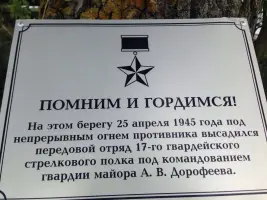 ПОМНИМ И ГОРДИМСЯ!
На этом берегу 25 апреля 1945 года под
непрерывным огнем противника высадился
передовой отряд 17-го гвардейского
стрелкового полка под командованием
гвардии майора А. В. Дорофеева.